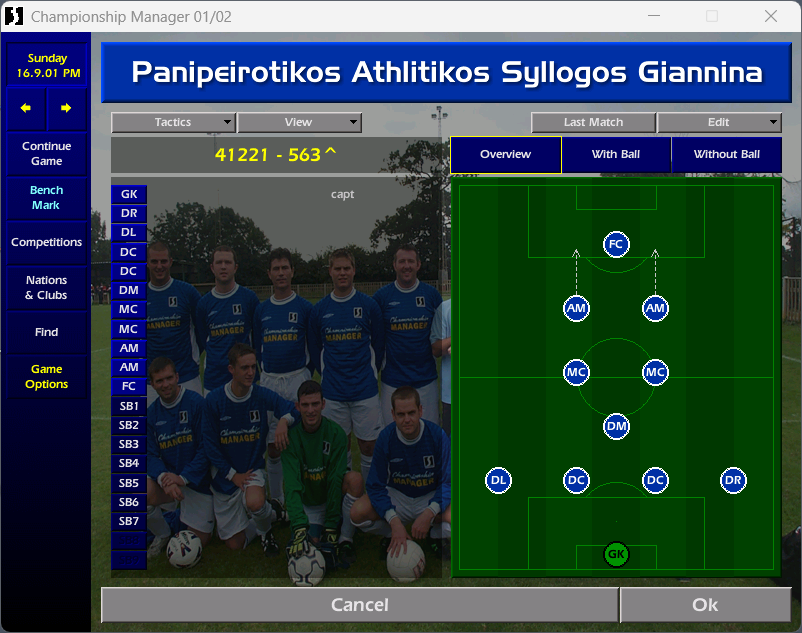 Championship Manager 01/02
Sunday
16.9.01 PM
Continue
Game
Bench
Mark
Competitions
Nations
& Clubs
Find
Game
Options
Panipeirotikos Athlitikos Syllogos Giannina
Tactics
View
Last Match
Edit
41221 - 563^
Overview
With Ball
Without Ball
GK
capt
DR
DL
DC
DC
DM
MC
MC
AM
AM
FC
SB1
SB2
SB3
SB4
SB5
SB6
SB7
FC
AM AM
MC MC
DM
DL DC DC DR
GK
Cancel
Ok